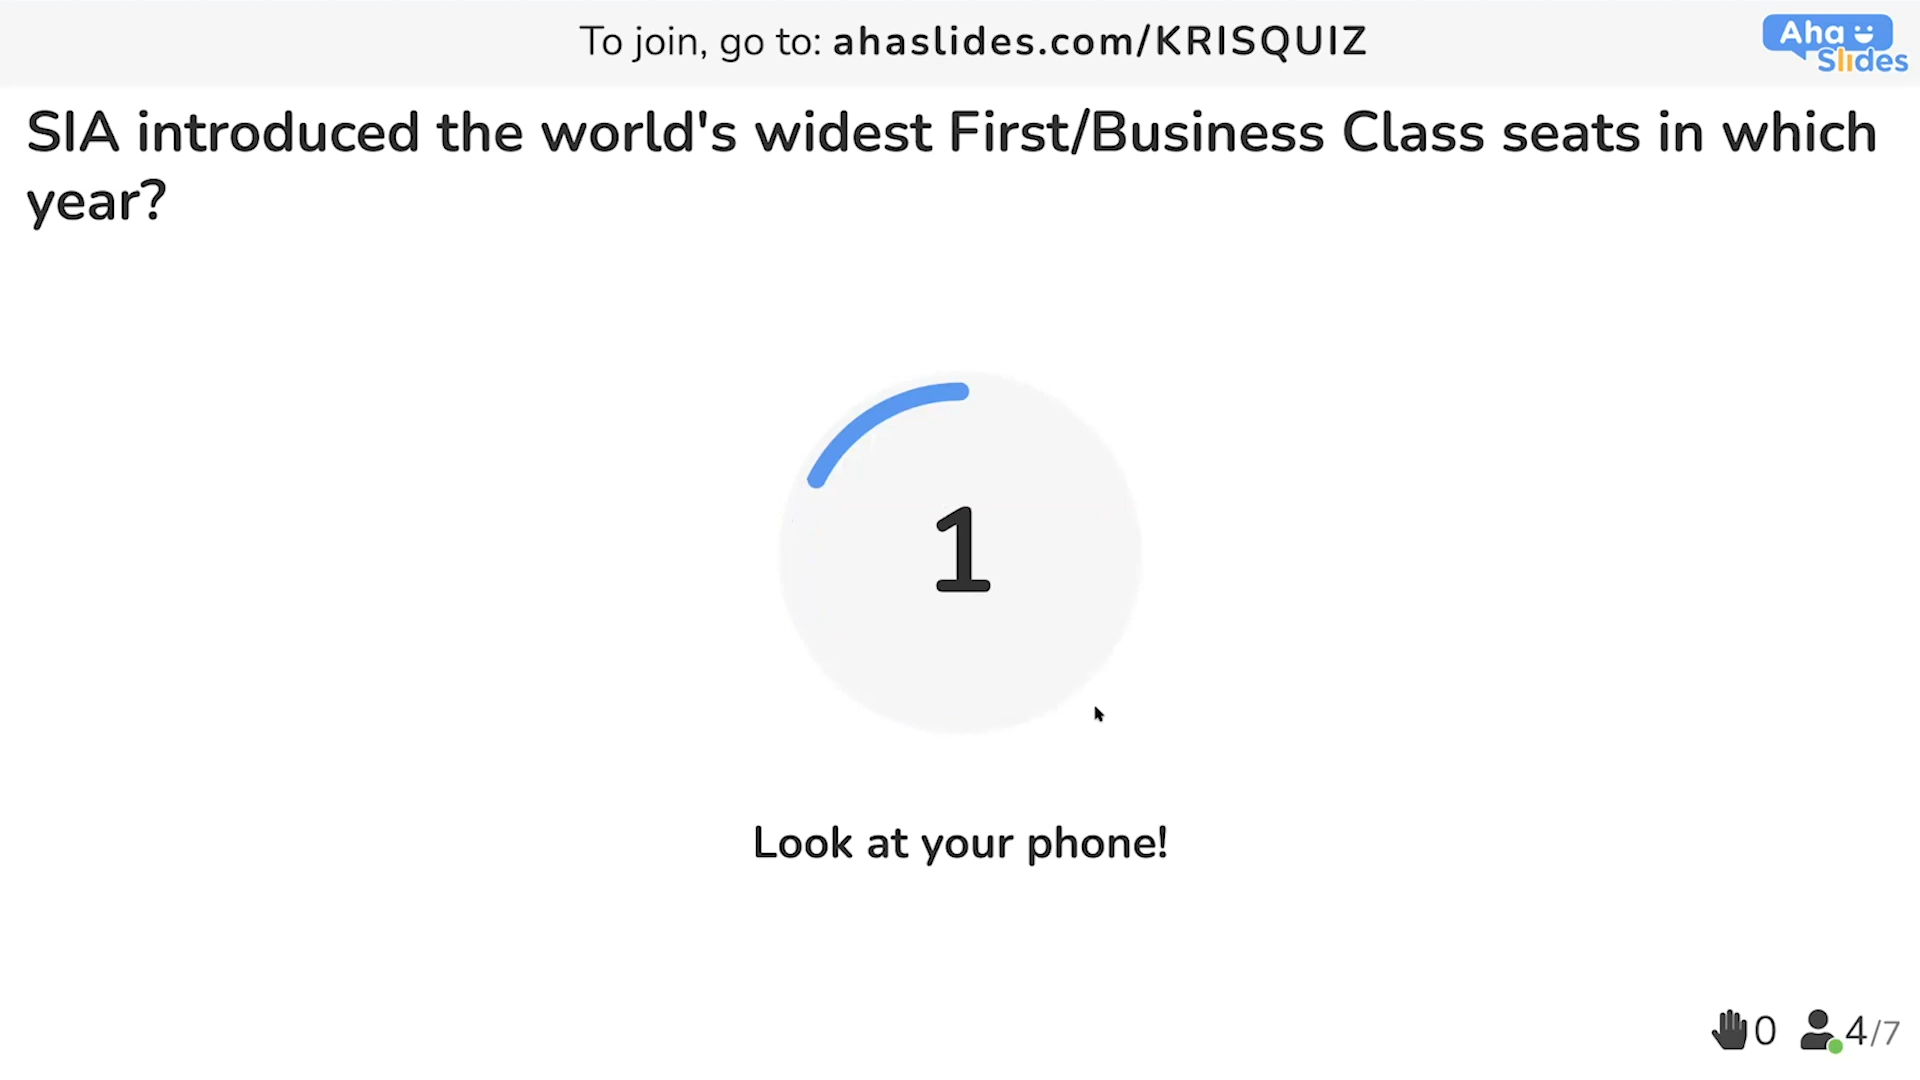 To join, go to: ahaslides.com/KRISQUIZ
Aha
Slides
SIA introduced the world's widest First/Business Class seats in which
year?
1
Look at your phone!
0 4/7